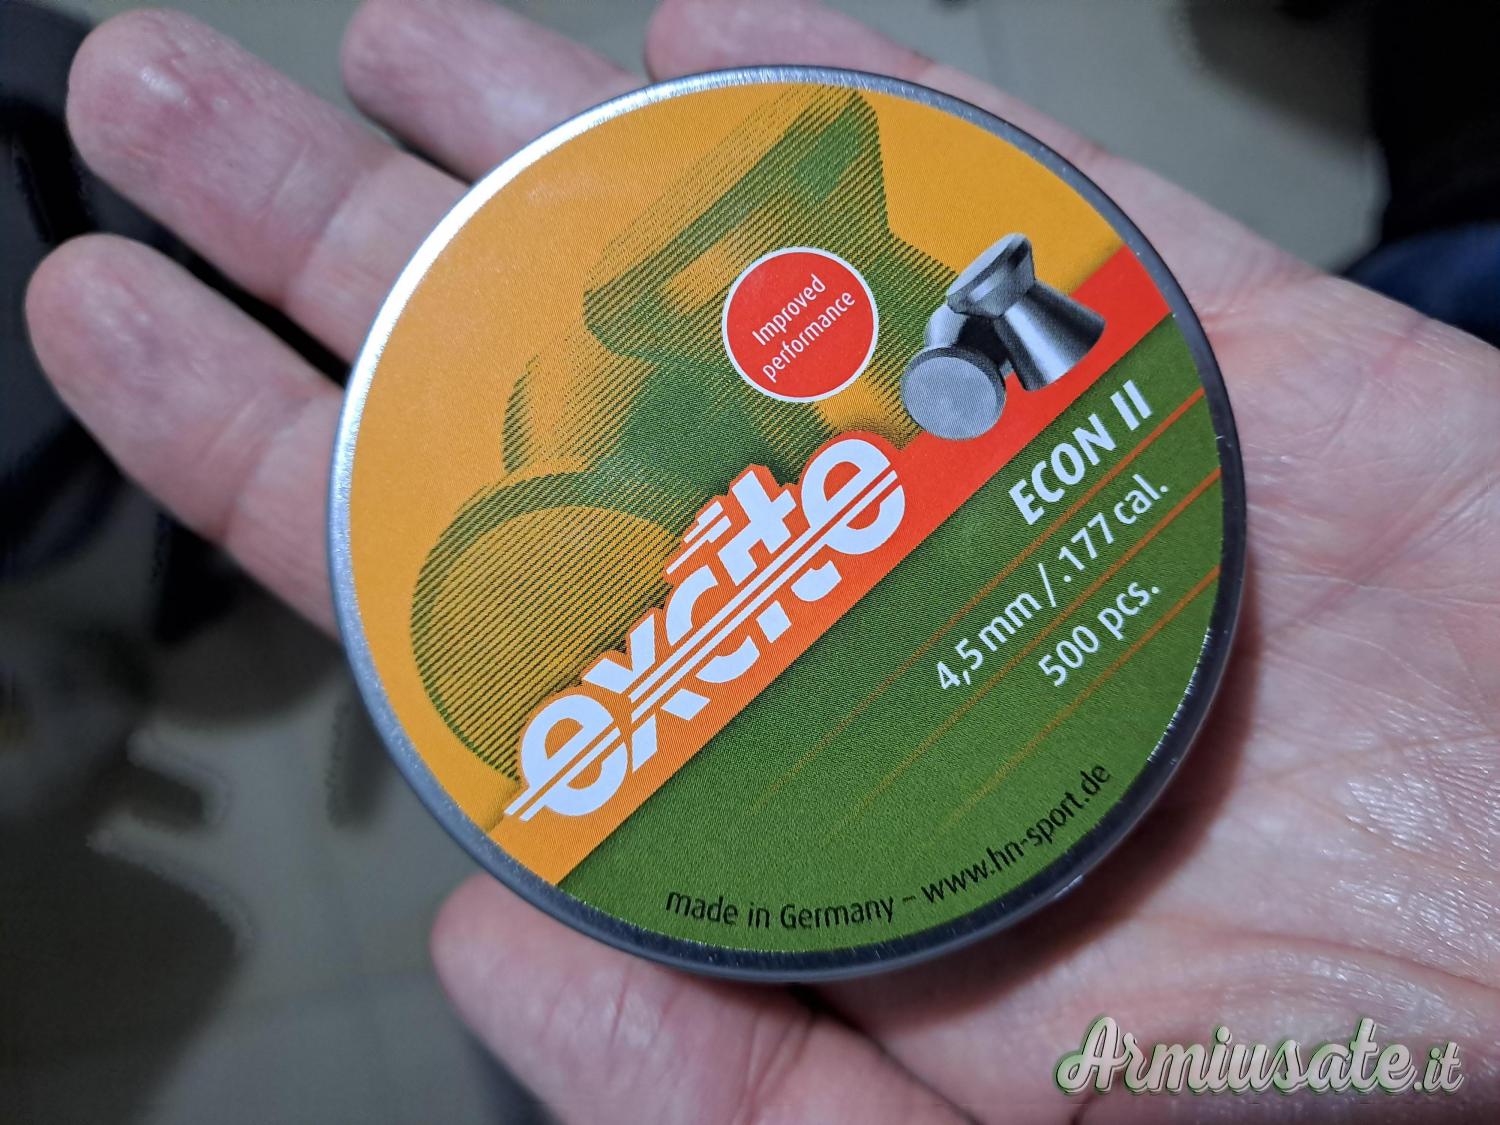 Improved
performance
excite
ECON II
4,5 mm / .177 cal.
500 pcs.
made in Germany – www.hn-sport.de
Armiusate.it